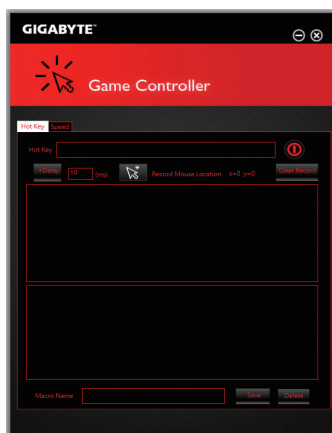 GIGABYTE™
Game Controller
Hot Key Speed
Hot Key
+Delay 10 (ms) Record Mouse Location x=0 y=0 Clear Record
Macro Name Save Delete